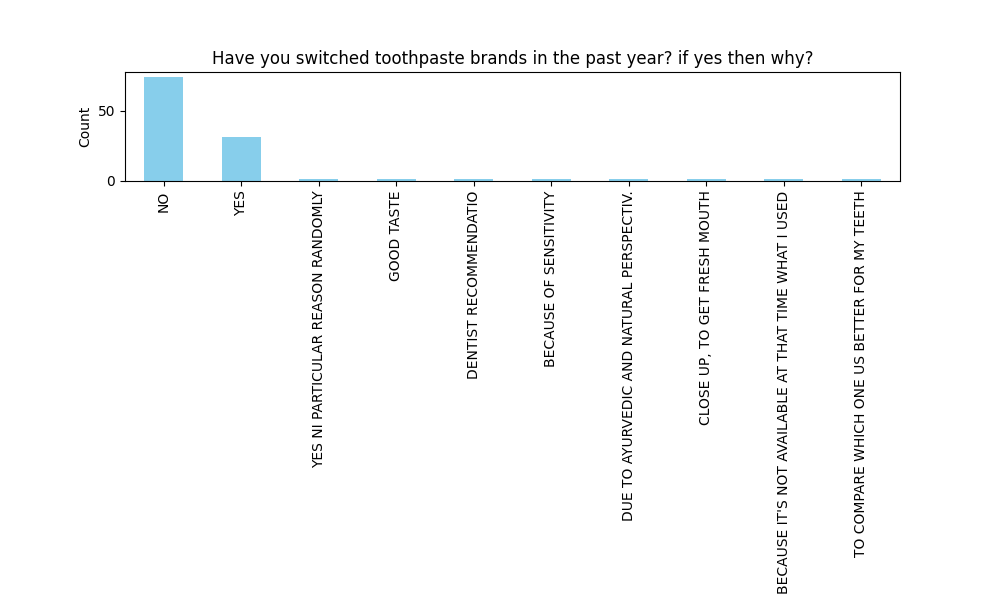 Have you switched toothpaste brands in the past year? if yes then why?
Count
50
0
NO
YES
YES NI PARTICULAR REASON RANDOMLY
GOOD TASTE
DENTIST RECOMMENDATIO
BECAUSE OF SENSITIVITY
DUE TO AYURVEDIC AND NATURAL PERSPECTIV.
CLOSE UP, TO GET FRESH MOUTH
BECAUSE IT'S NOT AVAILABLE AT THAT TIME WHAT I USED
TO COMPARE WHICH ONE US BETTER FOR MY TEETH